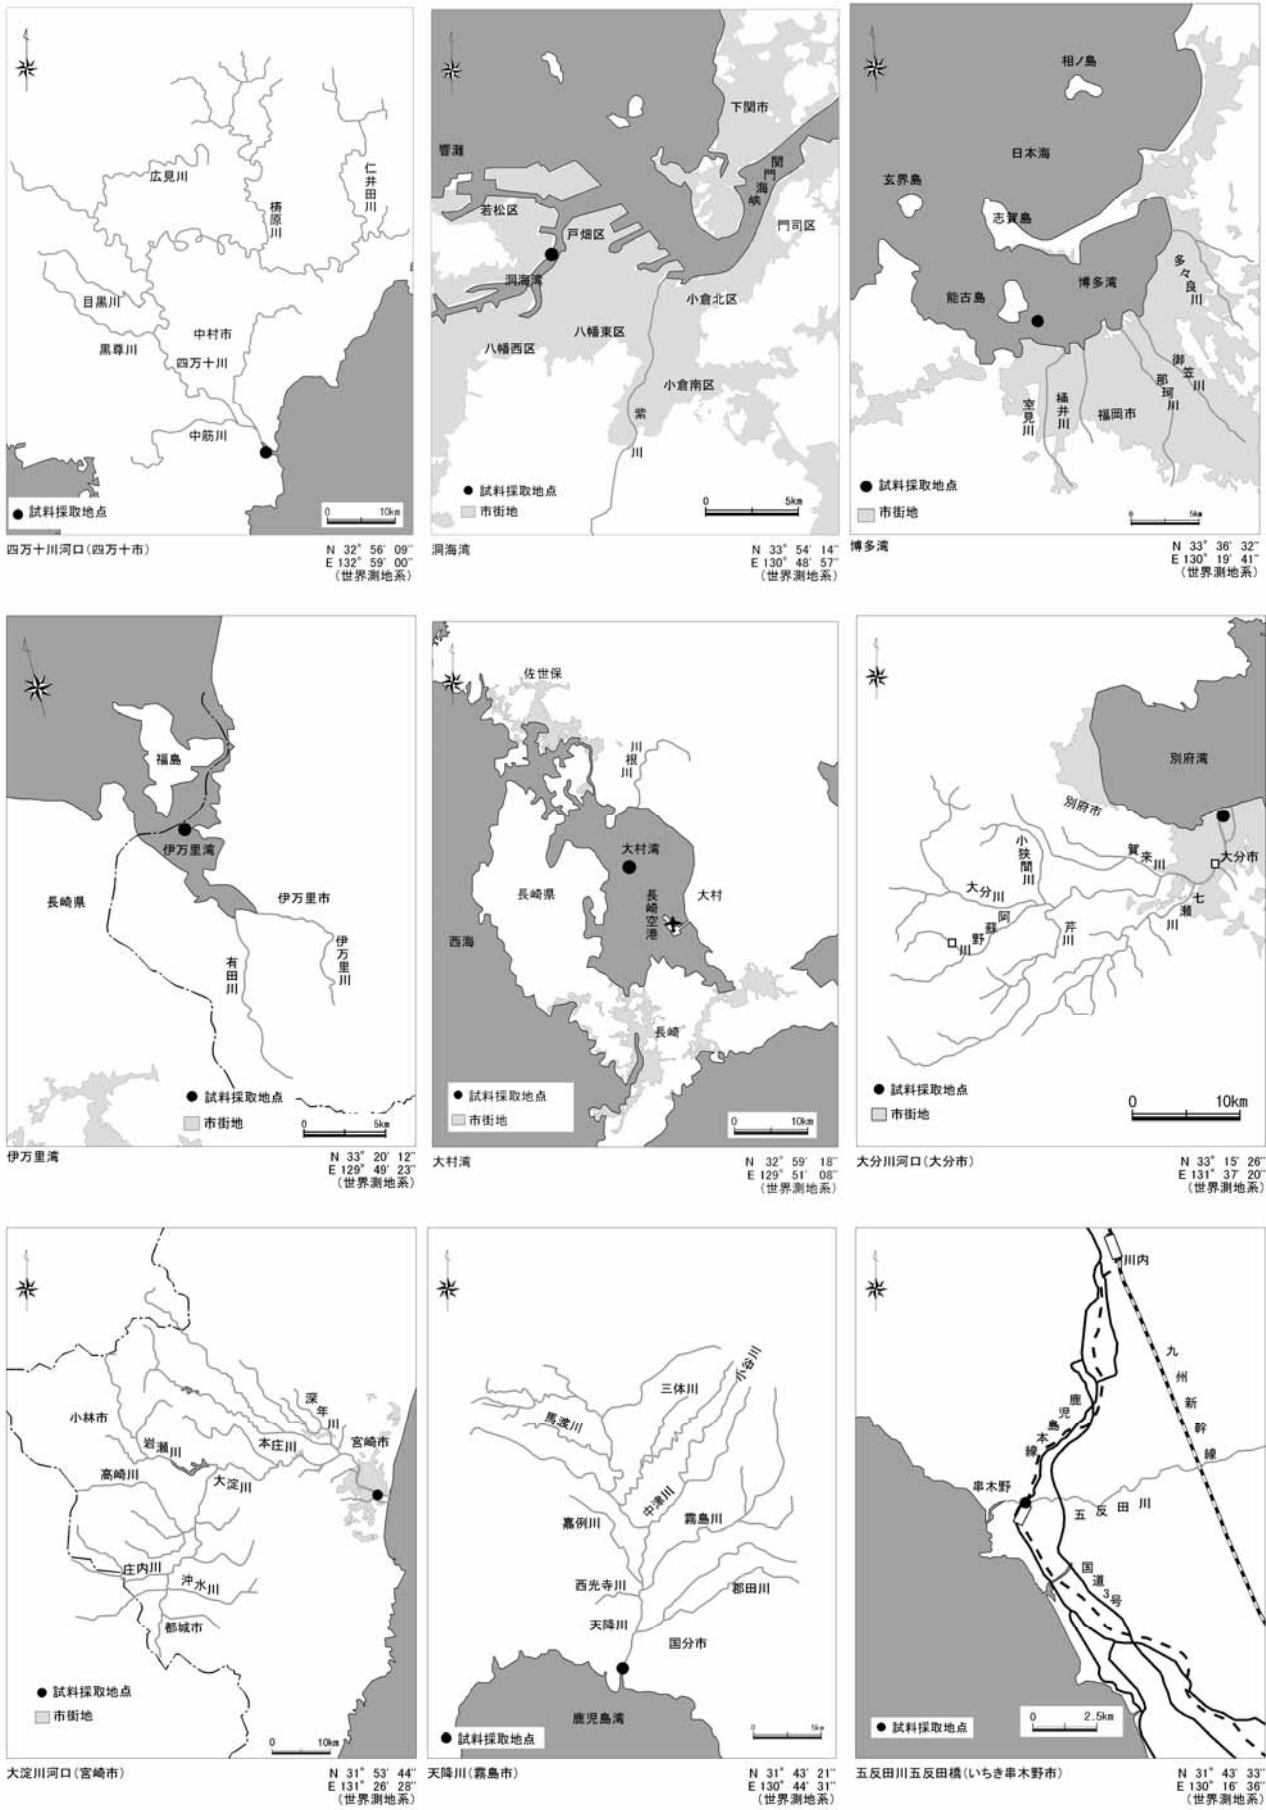 広見川
梼原川
仁井田川
目黒川
黒尊川
中村市
四万十川
中筋川
試料採取地点
0 10km
四万十川河口(四万十市)
N 32° 56′ 09″
E 132° 59′ 00″
(世界測地系)
下関市
響灘
関門海峡
若松区
戸畑区
門司区
洞海湾
小倉北区
八幡東区
八幡西区
小倉南区
紫川
試料採取地点
市街地
0 5km
洞海湾
N 33° 54′ 14″
E 130° 48′ 57″
(世界測地系)
相ノ島
日本海
玄界島
志賀島
多々良川
博多湾
能古島
御笠川
那珂川
室見川
樋井川
福岡市
試料採取地点
市街地
0 5km
博多湾
N 33° 36′ 32″
E 130° 19′ 41″
(世界測地系)
福島
伊万里湾
長崎県
伊万里市
伊万里川
有田川
試料採取地点
市街地
0 5km
伊万里湾
N 33° 20′ 12″
E 129° 49′ 23″
(世界測地系)
佐世保
川根川
大村湾
長崎県
長崎空港
大村
西海
長崎
試料採取地点
市街地
0 10km
大村湾
N 32° 59′ 18″
E 129° 51′ 08″
(世界測地系)
別府湾
別府市
小狭間川
賀来川
大分市
大分川
七瀬川
阿蘇野川
芹川
試料採取地点
市街地
0 10km
大分川河口(大分市)
N 33° 15′ 26″
E 131° 37′ 20″
(世界測地系)
深年川
小林市
岩瀬川
本庄川
宮崎市
高崎川
大淀川
庄内川
沖水川
都城市
試料採取地点
市街地
0 10km
大淀川河口(宮崎市)
N 31° 53′ 44″
E 131° 26′ 28″
(世界測地系)
小谷川
三体川
馬渡川
中津川
嘉例川
霧島川
西光寺川
郡田川
天降川
国分市
鹿児島湾
試料採取地点
0 5km
天降川(霧島市)
N 31° 43′ 21″
E 130° 44′ 31″
(世界測地系)
川内
九州新幹線
鹿児島本線
串木野
五反田川
国道3号
試料採取地点
0 2.5km
五反田川五反田橋(いちき串木野市)
N 31° 43′ 33″
E 130° 16′ 36″
(世界測地系)